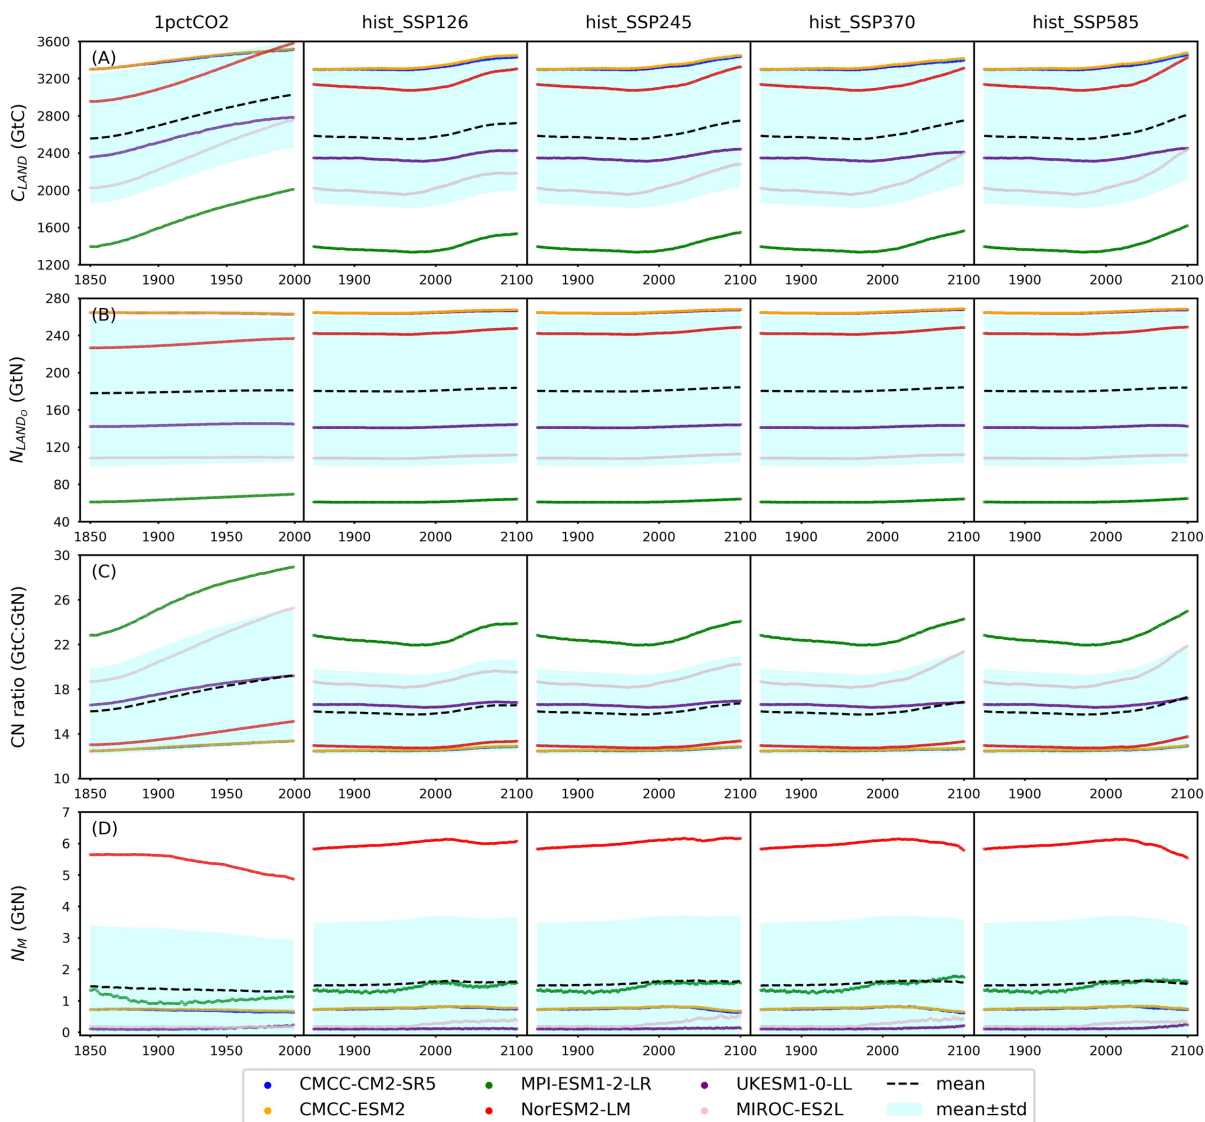 1pctCO2 hist_SSP126 hist_SSP245 hist_SSP370 hist_SSP585
(A)
C_LAND (GtC)
3600
3200
2800
2400
2000
1600
1200
1850 1900 1950 2000 1900 2000 2100 1900 2000 2100 1900 2000 2100 1900 2000 2100
(B)
N_LAND_O (GtN)
280
240
200
160
120
80
40
1850 1900 1950 2000 1900 2000 2100 1900 2000 2100 1900 2000 2100 1900 2000 2100
(C)
CN ratio (GtC:GtN)
30
26
22
18
14
10
1850 1900 1950 2000 1900 2000 2100 1900 2000 2100 1900 2000 2100 1900 2000 2100
(D)
N_M (GtN)
7
6
5
4
3
2
1
0
1850 1900 1950 2000 1900 2000 2100 1900 2000 2100 1900 2000 2100 1900 2000 2100
CMCC-CM2-SR5 MPI-ESM1-2-LR UKESM1-0-LL mean
CMCC-ESM2 NorESM2-LM MIROC-ES2L mean±std